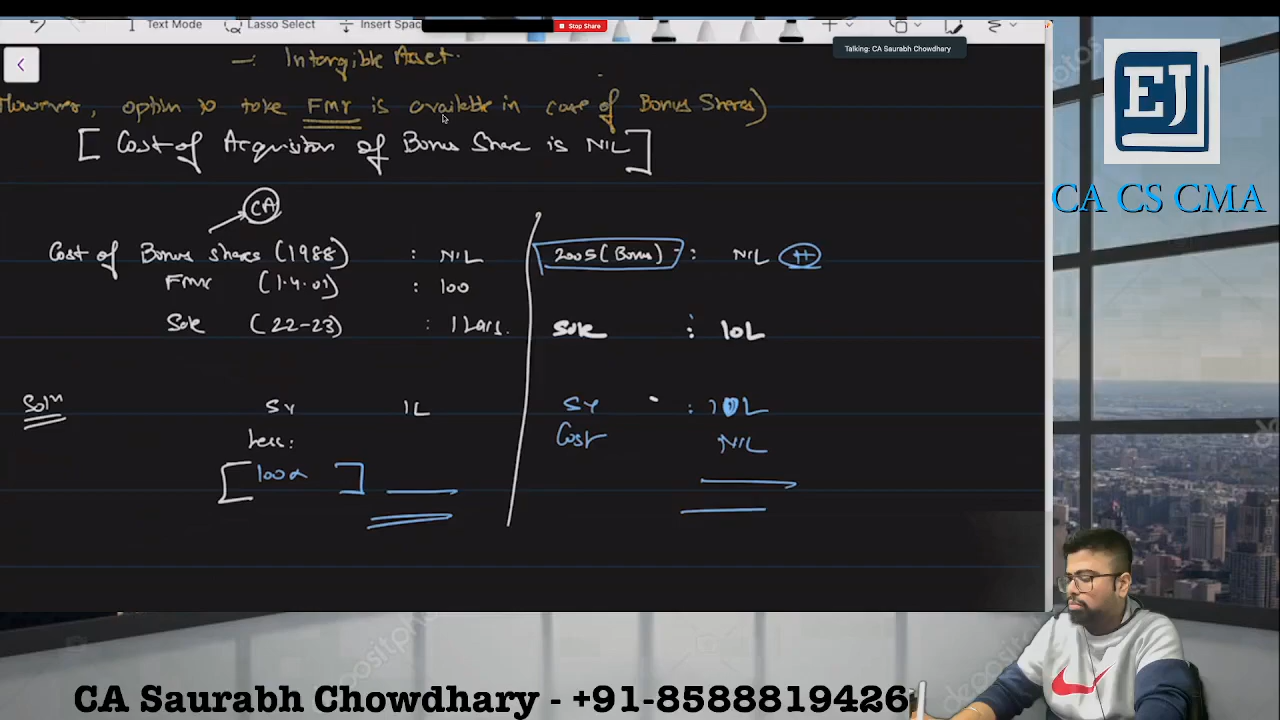 Text Mode Lasso Select Insert Spac
Stop Share
Talking: CA Saurabh Chowdhary
- Intangible Asset.
However, option to take FMV is available in case of Bonus Shares)
[ Cost of Acquisition of Bonus Share is NIL ]
CA
Cost of Bonus shares (1988) : NIL
FMV (1.4.01) : 100
Sale (22-23) : 1 Lacs.
Soln
SV 1L
Less:
[ 100x ]
2005 (Bonus) : NIL
Sale : 10L
SV : 10L
Cost NIL
EJ
CA CS CMA
CA Saurabh Chowdhary - +91-8588819426